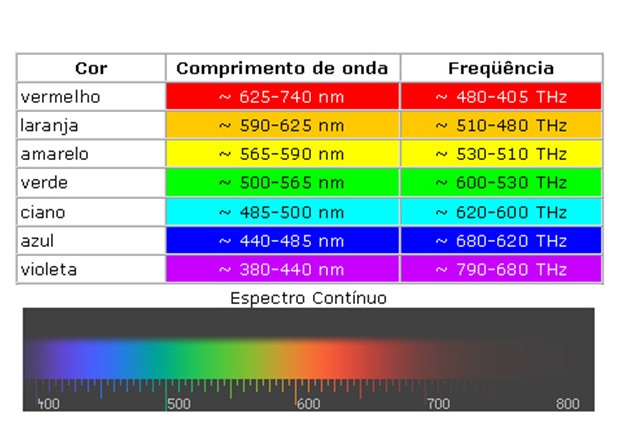 Cor Comprimento de onda Freqüência
vermelho ~ 625-740 nm ~ 480-405 THz
laranja ~ 590-625 nm ~ 510-480 THz
amarelo ~ 565-590 nm ~ 530-510 THz
verde ~ 500-565 nm ~ 600-530 THz
ciano ~ 485-500 nm ~ 620-600 THz
azul ~ 440-485 nm ~ 680-620 THz
violeta ~ 380-440 nm ~ 790-680 THz
Espectro Contínuo
400 500 600 700 800